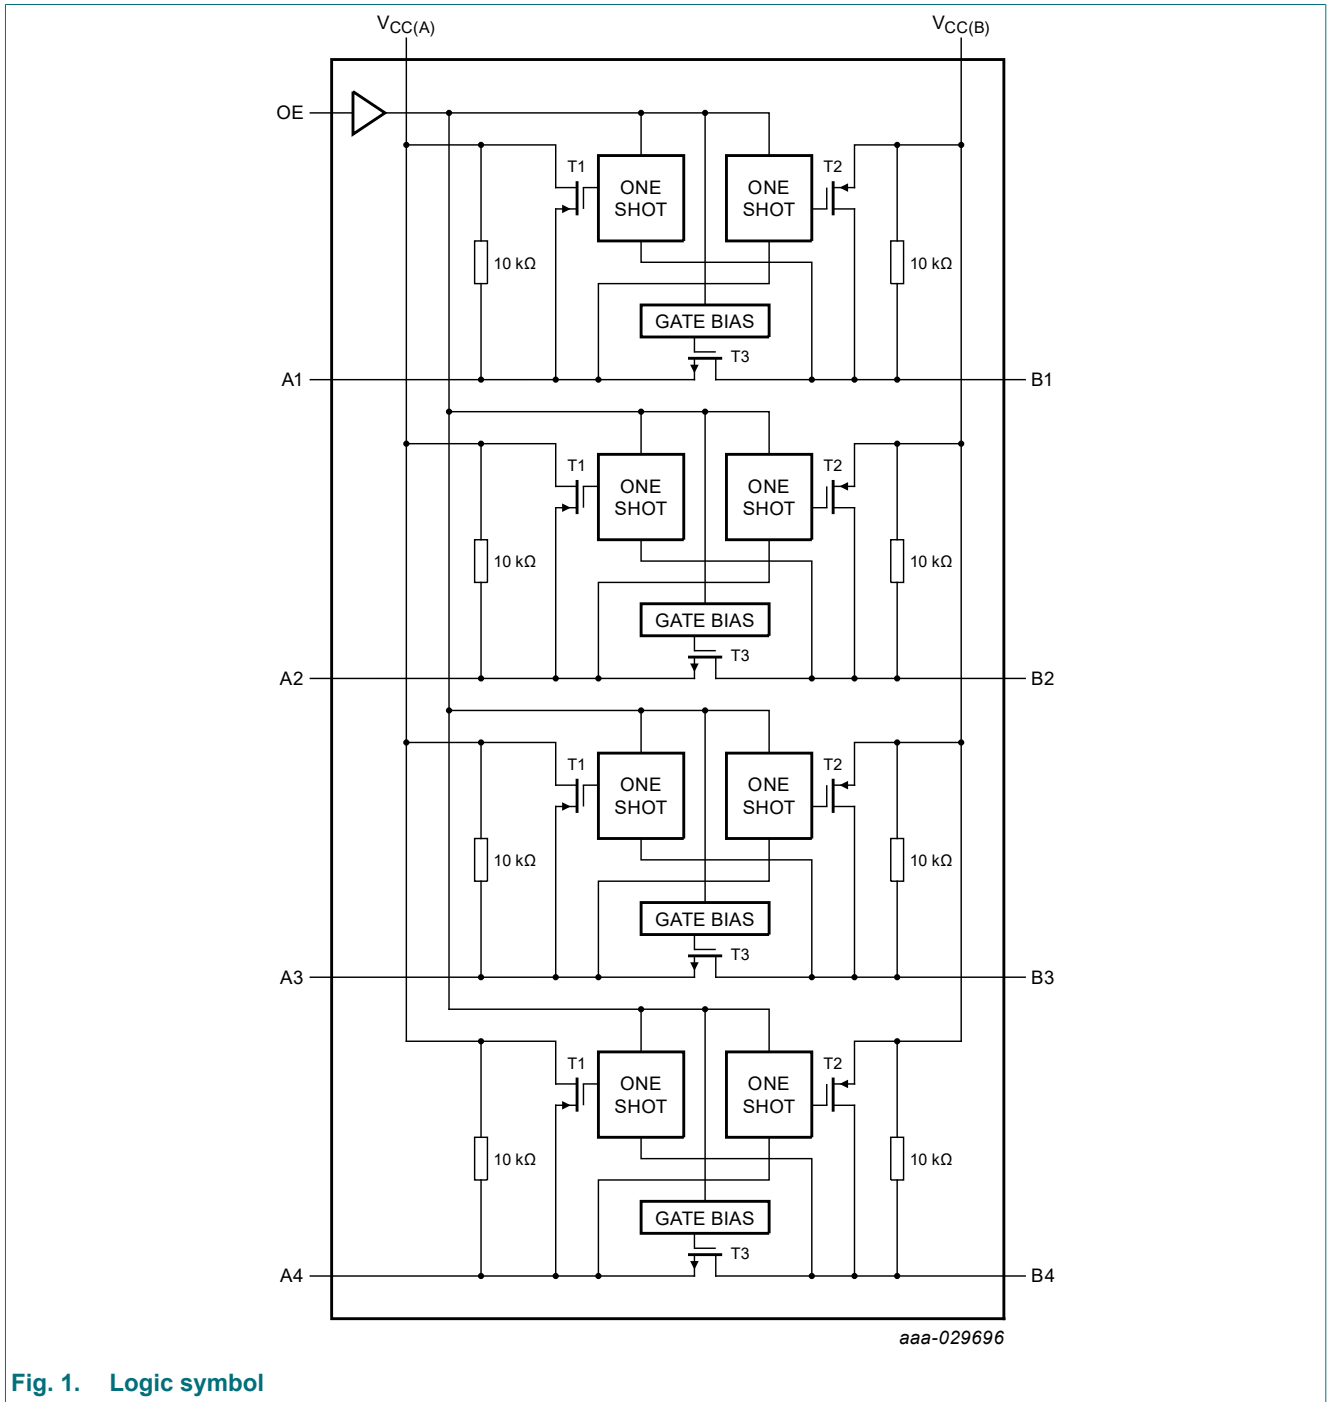 VCC(A) VCC(B)
OE
T1 ONE SHOT ONE SHOT T2
10 kΩ 10 kΩ
GATE BIAS
T3
A1 B1
T1 ONE SHOT ONE SHOT T2
10 kΩ 10 kΩ
GATE BIAS
T3
A2 B2
T1 ONE SHOT ONE SHOT T2
10 kΩ 10 kΩ
GATE BIAS
T3
A3 B3
T1 ONE SHOT ONE SHOT T2
10 kΩ 10 kΩ
GATE BIAS
T3
A4 B4
aaa-029696
Fig. 1. Logic symbol